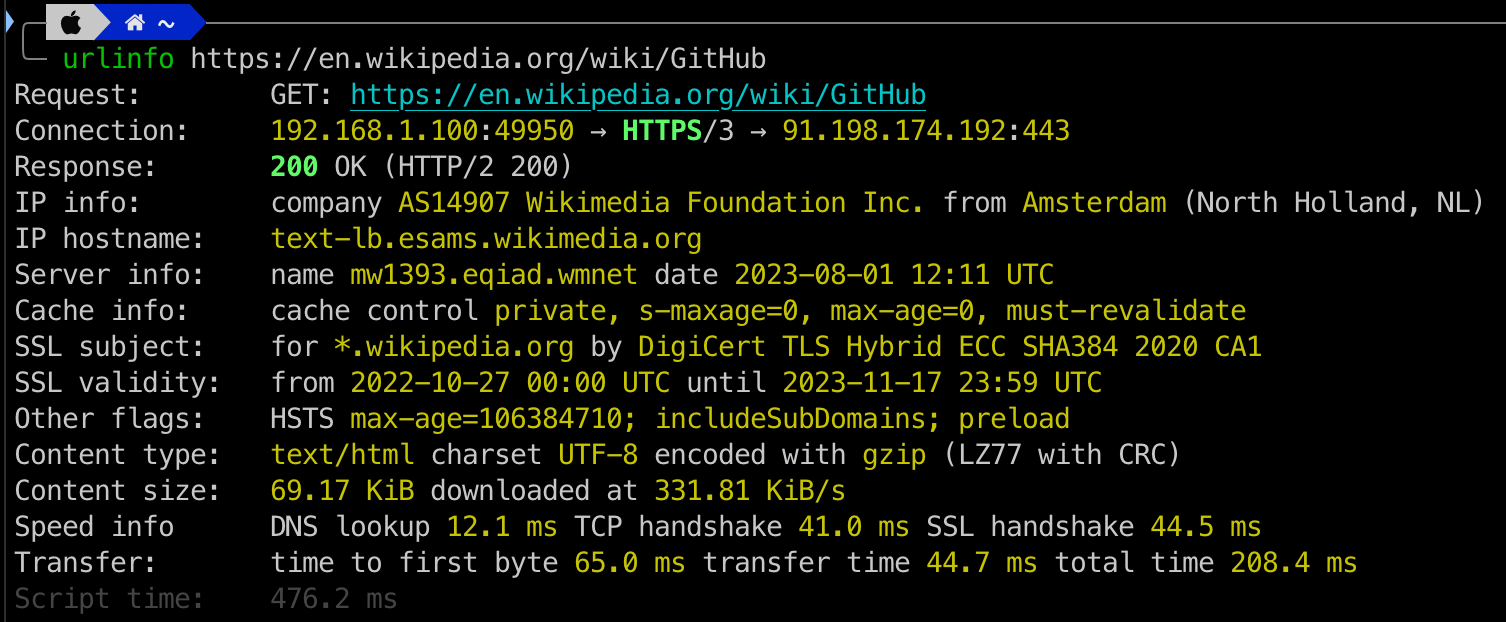 ~
urlinfo https://en.wikipedia.org/wiki/GitHub
Request: GET: https://en.wikipedia.org/wiki/GitHub
Connection: 192.168.1.100:49950 → HTTPS/3 → 91.198.174.192:443
Response: 200 OK (HTTP/2 200)
IP info: company AS14907 Wikimedia Foundation Inc. from Amsterdam (North Holland, NL)
IP hostname: text-lb.esams.wikimedia.org
Server info: name mw1393.eqiad.wmnet date 2023-08-01 12:11 UTC
Cache info: cache control private, s-maxage=0, max-age=0, must-revalidate
SSL subject: for *.wikipedia.org by DigiCert TLS Hybrid ECC SHA384 2020 CA1
SSL validity: from 2022-10-27 00:00 UTC until 2023-11-17 23:59 UTC
Other flags: HSTS max-age=106384710; includeSubDomains; preload
Content type: text/html charset UTF-8 encoded with gzip (LZ77 with CRC)
Content size: 69.17 KiB downloaded at 331.81 KiB/s
Speed info DNS lookup 12.1 ms TCP handshake 41.0 ms SSL handshake 44.5 ms
Transfer: time to first byte 65.0 ms transfer time 44.7 ms total time 208.4 ms
Script time: 476.2 ms